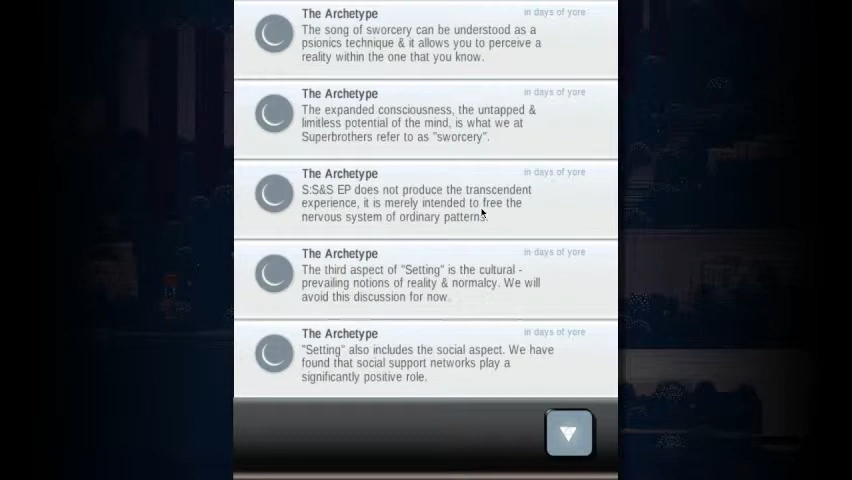 The Archetype
in days of yore
The song of sworcery can be understood as a
psionics technique & it allows you to perceive a
reality within the one that you know.
The Archetype
in days of yore
The expanded consciousness, the untapped &
limitless potential of the mind, is what we at
Superbrothers refer to as "sworcery".
The Archetype
in days of yore
S:S&S EP does not produce the transcendent
experience, it is merely intended to free the
nervous system of ordinary patterns.
The Archetype
in days of yore
The third aspect of "Setting" is the cultural -
prevailing notions of reality & normalcy. We will
avoid this discussion for now.
The Archetype
in days of yore
"Setting" also includes the social aspect. We have
found that social support networks play a
significantly positive role.